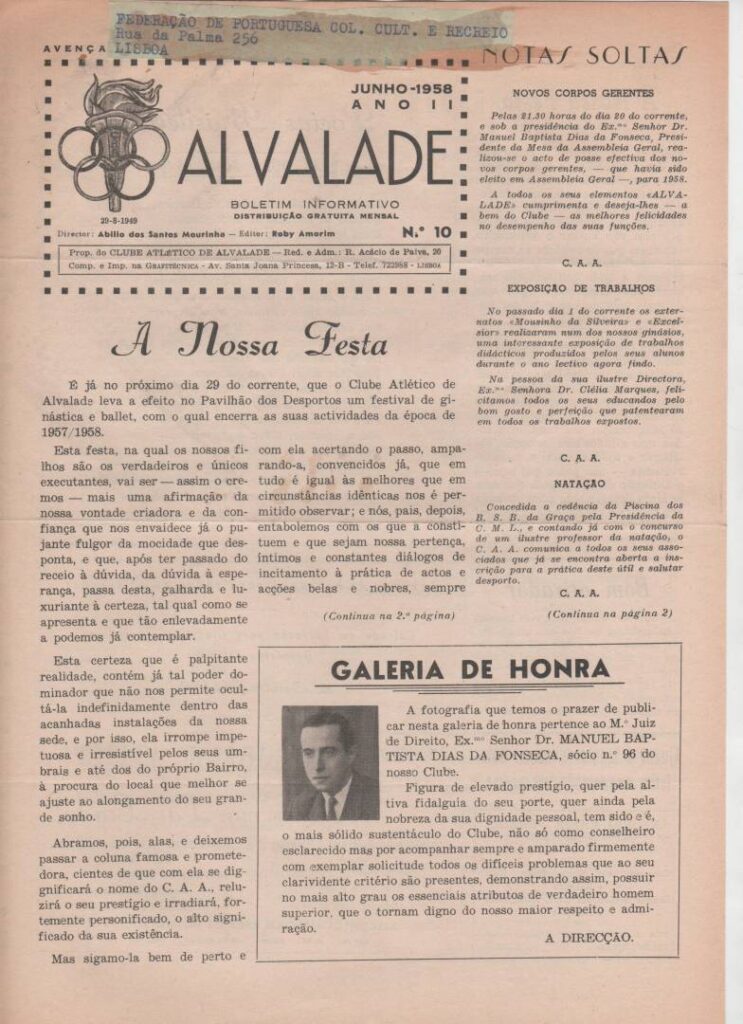 FEDERAÇÃO DE PORTUGUESA COL. CULT. E RECREIO
Rua da Palma 256
LISBOA
AVENÇA
JUNHO-1958
ANO II
ALVALADE
BOLETIM INFORMATIVO
DISTRIBUIÇÃO GRATUITA MENSAL
29-8-1949
Director: Abílio dos Santos Mourinho — Editor: Roby Amorim N.º 10
Prop. do CLUBE ATLÉTICO DE ALVALADE — Red. e Adm.: R. Acácio de Paiva, 20
Comp. e Imp. na GRAFITÉCNICA - Av. Santa Joana Princesa, 12-B - Telef. 722988 - LISBOA
A Nossa Festa
É já no próximo dia 29 do corrente, que o Clube Atlético de
Alvalade leva a efeito no Pavilhão dos Desportos um festival de gi-
nástica e ballet, com o qual encerra as suas actividades da época de
1957/1958.
Esta festa, na qual os nossos fi-
lhos são os verdadeiros e únicos
executantes, vai ser — assim o cre-
mos — mais uma afirmação da
nossa vontade criadora e da con-
fiança que nos envaidece já o pu-
jante fulgor da mocidade que des-
ponta, e que, após ter passado do
receio à dúvida, da dúvida à espe-
rança, passa desta, galharda e lu-
xuriante à certeza, tal qual como se
apresenta e que tão enlevadamente
a podemos já contemplar.
Esta certeza que é palpitante
realidade, contém já tal poder do-
minador que não nos permite ocul-
tá-la indefinidamente dentro das
acanhadas instalações da nossa
sede, e por isso, ela irrompe impe-
tuosa e irresistível pelos seus um-
brais e até dos do próprio Bairro,
à procura do local que melhor se
ajuste ao alongamento do seu gran-
de sonho.
Abramos, pois, alas, e deixemos
passar a coluna famosa e promete-
dora, cientes de que com ela se dig-
gnificará o nome do C. A. A., relu-
zirá o seu prestígio e irradiará, for-
temente personificado, o alto signi-
ficado da sua existência.
Mas sigamo-la bem de perto e
com ela acertando o passo, ampa-
rando-a, convencidos já, que em
tudo é igual às melhores que em
circunstâncias idênticas nos é per-
mitido observar; e nós, pais, depois,
entabolemos com os que a consti-
tuem e que sejam nossa pertença,
íntimos e constantes diálogos de
incitamento à prática de actos e
acções belas e nobres, sempre
(Continua na 2.ª página)
NOTAS SOLTAS
NOVOS CORPOS GERENTES
Pelas 21.30 horas do dia 20 do corrente,
e sob a presidência do Ex.mo Senhor Dr.
Manuel Baptista Dias da Fonseca, Presi-
dente da Mesa da Assembleia Geral, rea-
lizou-se o acto de posse efectiva dos no-
vos corpos gerentes, — que havia sido
eleito em Assembleia Geral —, para 1958.
A todos os seus elementos «ALVA-
LADE» cumprimenta e deseja-lhes — a
bem do Clube — as melhores felicidades
no desempenho das suas funções.
C. A. A.
EXPOSIÇÃO DE TRABALHOS
No passado dia 1 do corrente os exter-
natos «Mousinho da Silveira» e «Excel-
sior» realizaram num dos nossos ginásios,
uma interessante exposição de trabalhos
didácticos produzidos pelos seus alunos
durante o ano lectivo agora findo.
Na pessoa da sua ilustre Directora,
Ex.ma Senhora Dr. Clélia Marques, felici-
citamos todos os seus educandos pelo
bom gosto e perfeição que patentearam
em todos os trabalhos expostos.
C. A. A.
NATAÇÃO
Concedida a cedência da Piscina dos
B. S. B. da Graça pela Presidência da
C. M. L., e contando já com o concurso
de um ilustre professor da natação, o
C. A. A. comunica a todos os seus asso-
ciados que já se encontra aberta a ins-
crição para a prática deste útil e salutar
desporto.
C. A. A.
(Continua na página 2)
GALERIA DE HONRA
A fotografia que temos o prazer de publi-
car nesta galeria de honra pertence ao M.º Juiz
de Direito, Ex.mo Senhor Dr. MANUEL BAP-
TISTA DIAS DA FONSECA, sócio n.º 96 do
nosso Clube.
Figura de elevado prestígio, quer pela al-
tiva fidalguia do seu porte, quer ainda pela
nobreza da sua dignidade pessoal, tem sido e é,
o mais sólido sustentáculo do Clube, não só como conselheiro
esclarecido mas por acompanhar sempre e amparado firmemente
com exemplar solicitude todos os difíceis problemas que ao seu
clarividente critério são presentes, demonstrando assim, possuir
no mais alto grau os essenciais atributos de verdadeiro homem
superior, que o tornam digno do nosso maior respeito e admi-
ração.
A DIRECÇÃO.